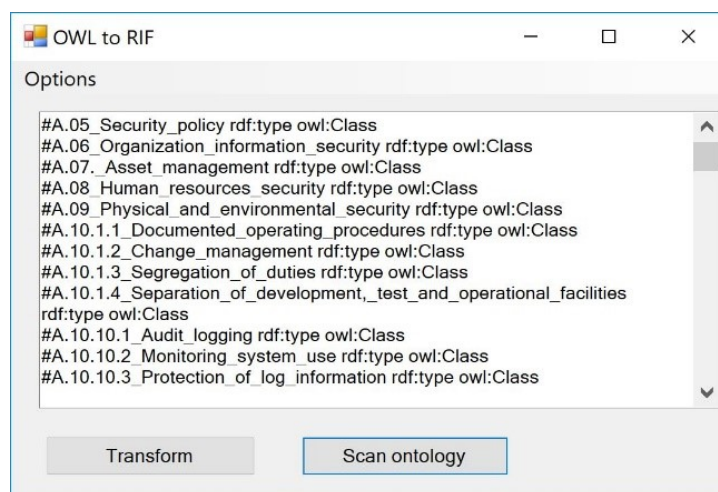 OWL to RIF
Options
#A.05_Security_policy rdf:type owl:Class
#A.06_Organization_information_security rdf:type owl:Class
#A.07._Asset_management rdf:type owl:Class
#A.08_Human_resources_security rdf:type owl:Class
#A.09_Physical_and_environmental_security rdf:type owl:Class
#A.10.1.1_Documented_operating_procedures rdf:type owl:Class
#A.10.1.2_Change_management rdf:type owl:Class
#A.10.1.3_Segregation_of_duties rdf:type owl:Class
#A.10.1.4_Separation_of_development,_test_and_operational_facilities
rdf:type owl:Class
#A.10.10.1_Audit_logging rdf:type owl:Class
#A.10.10.2_Monitoring_system_use rdf:type owl:Class
#A.10.10.3_Protection_of_log_information rdf:type owl:Class
Transform Scan ontology